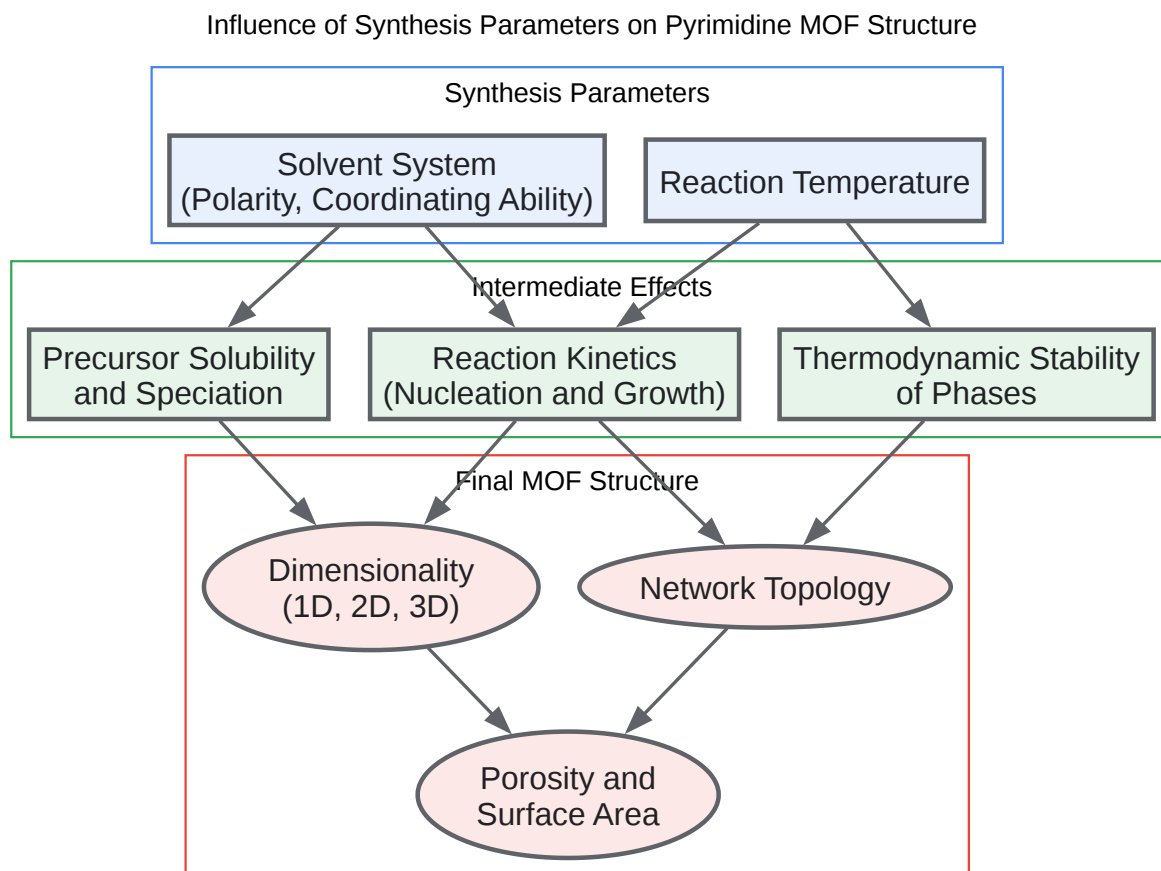 Influence of Synthesis Parameters on Pyrimidine MOF Structure
Synthesis Parameters
Solvent System
(Polarity, Coordinating Ability)
Reaction Temperature
Intermediate Effects
Precursor Solubility
and Speciation
Reaction Kinetics
(Nucleation and Growth)
Thermodynamic Stability
of Phases
Final MOF Structure
Dimensionality
(1D, 2D, 3D)
Network Topology
Porosity and
Surface Area